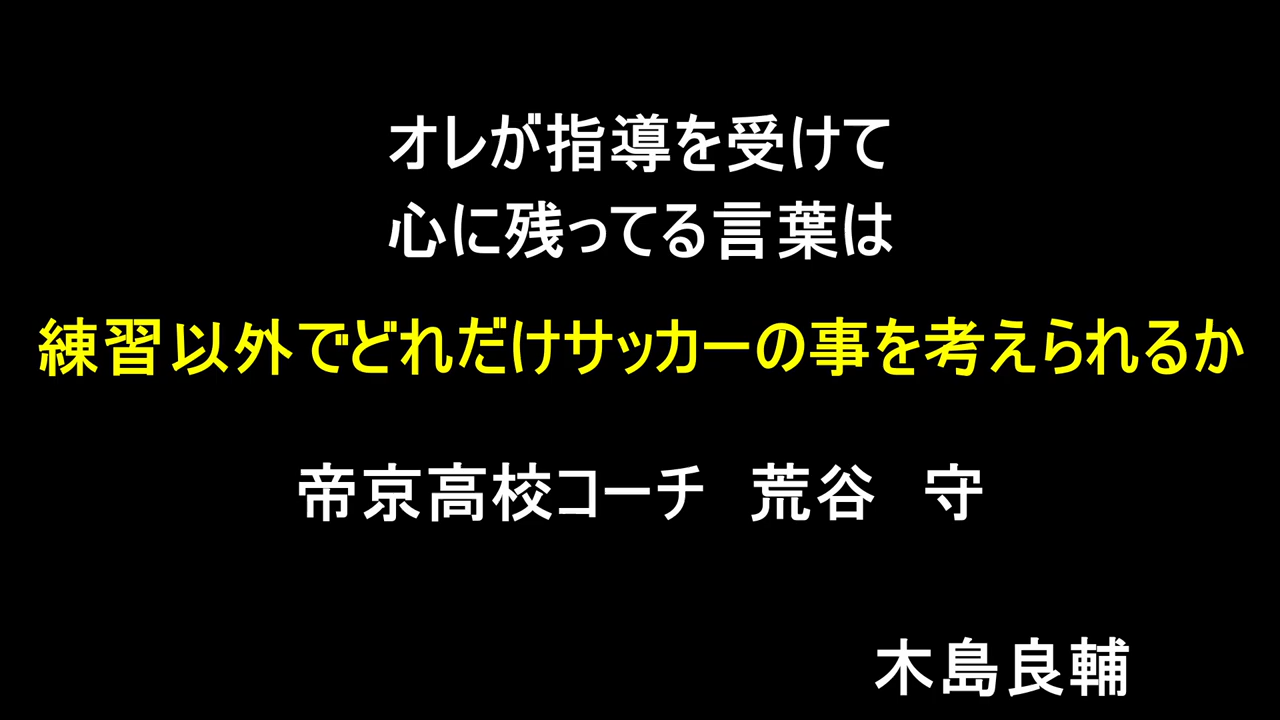 オレが指導を受けて
心に残ってる言葉は
練習以外でどれだけサッカーの事を考えられるか
帝京高校コーチ　荒谷　守
木島良輔